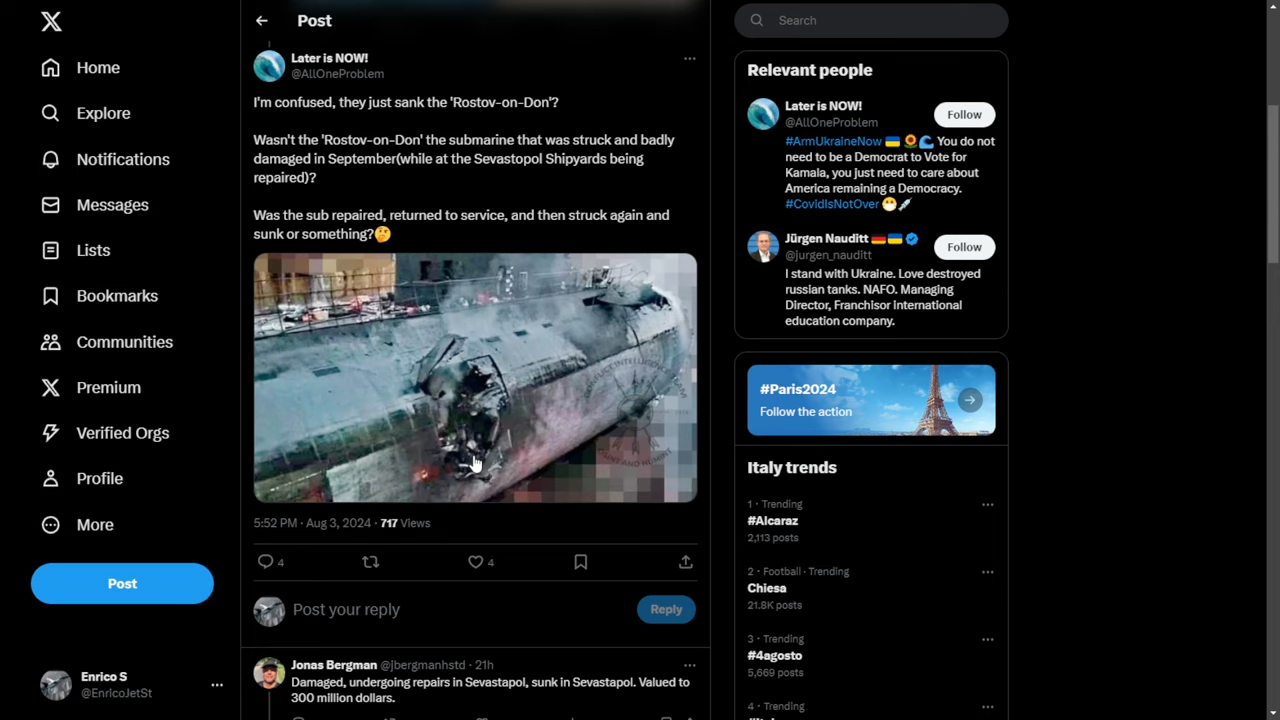 Home
Explore
Notifications
Messages
Lists
Bookmarks
Communities
Premium
Verified Orgs
Profile
More
Post
Enrico S
@EnricoJetSt
Post
Later is NOW!
@AllOneProblem
I'm confused, they just sank the 'Rostov-on-Don'?
Wasn't the 'Rostov-on-Don' the submarine that was struck and badly
damaged in September(while at the Sevastopol Shipyards being
repaired)?
Was the sub repaired, returned to service, and then struck again and
sunk or something?🤔
5:52 PM · Aug 3, 2024 · 717 Views
4
4
Post your reply
Reply
Jonas Bergman @jbergmanhstd · 21h
Damaged, undergoing repairs in Sevastapol, sunk in Sevastapol. Valued to
300 million dollars.
Search
Relevant people
Later is NOW!
@AllOneProblem
Follow
#ArmUkraineNow 🇺🇦 🌻 🌊 You do not
need to be a Democrat to Vote for
Kamala, you just need to care about
America remaining a Democracy.
#CovidIsNotOver 😷 💉
Jürgen Nauditt 🇩🇪 🇺🇦
@jurgen_nauditt
Follow
I stand with Ukraine. Love destroyed
russian tanks. NAFO. Managing
Director, Franchisor international
education company.
#Paris2024
Follow the action
Italy trends
1 · Trending
#Alcaraz
2,113 posts
2 · Football · Trending
Chiesa
21.8K posts
3 · Trending
#4agosto
5,669 posts
4 · Trending